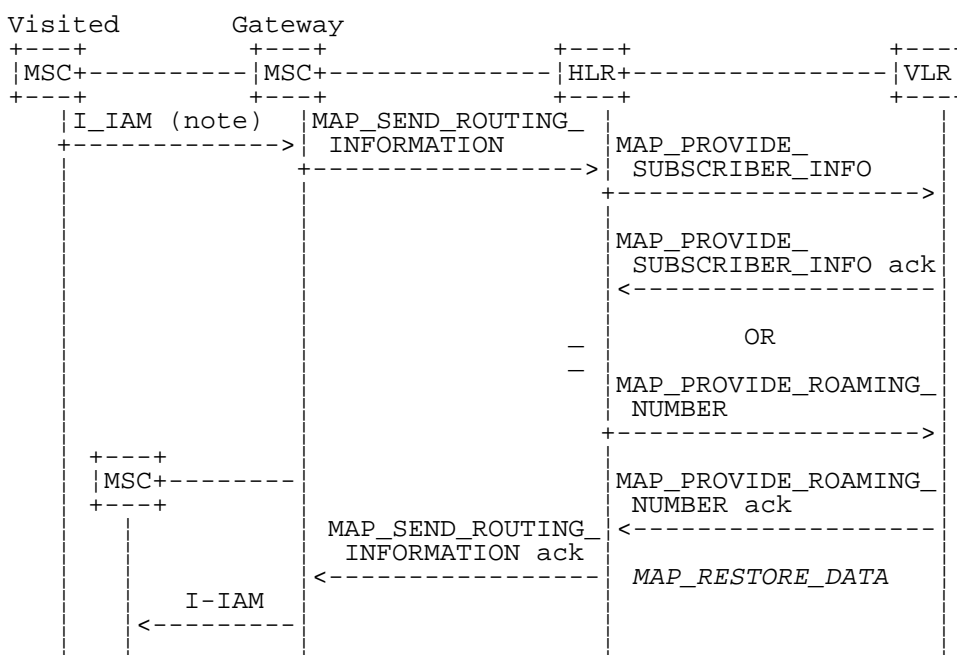 Visited Gateway
MSC MSC HLR VLR
I_IAM (note) MAP_SEND_ROUTING_
INFORMATION MAP_PROVIDE_
SUBSCRIBER_INFO
MAP_PROVIDE_
SUBSCRIBER_INFO ack
_ OR
_
MAP_PROVIDE_ROAMING_
NUMBER
MSC MAP_PROVIDE_ROAMING_
NUMBER ack
MAP_SEND_ROUTING_
INFORMATION ack
MAP_RESTORE_DATA
I-IAM